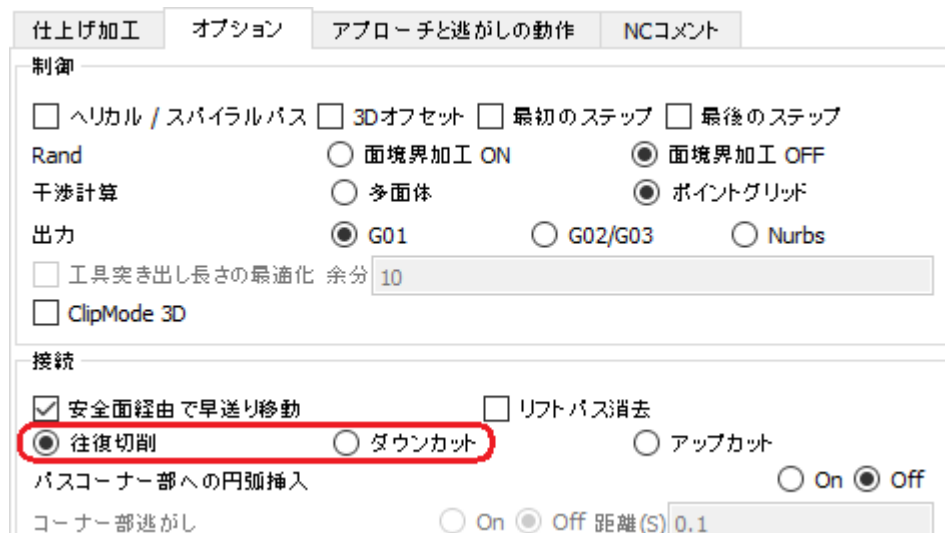 仕上げ加工 オプション アプローチと逃がしの動作 NCコメント
制御
ヘリカル / スパイラルパス 3Dオフセット 最初のステップ 最後のステップ
Rand 面境界加工 ON 面境界加工 OFF
干渉計算 多面体 ポイントグリッド
出力 G01 G02/G03 Nurbs
工具突き出し長さの最適化 余分 10
ClipMode 3D
接続
安全面経由で早送り移動 リフトパス消去
往復切削 ダウンカット アップカット
パスコーナー部への円弧挿入 On Off
コーナー部逃がし On Off 距離(S) 0.1